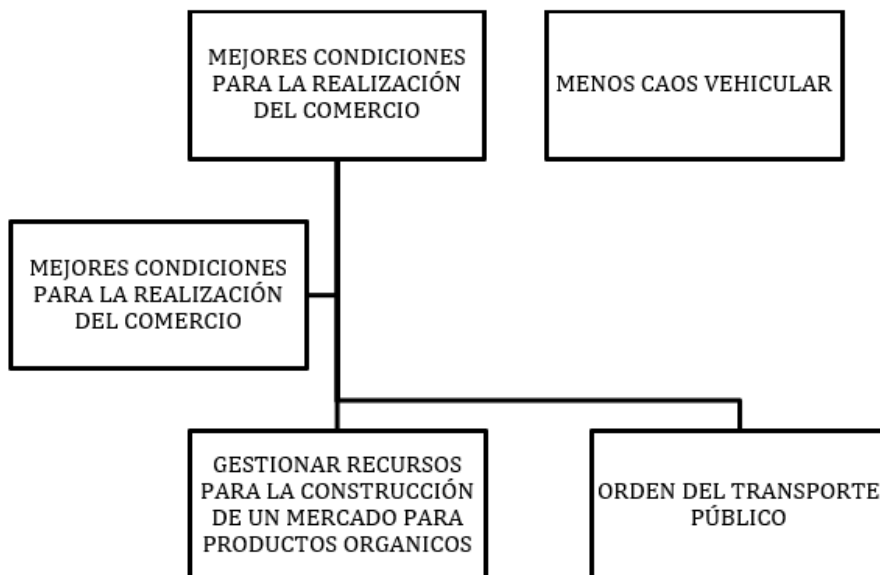 MEJORES CONDICIONES
PARA LA REALIZACIÓN
DEL COMERCIO
MENOS CAOS VEHICULAR
MEJORES CONDICIONES
PARA LA REALIZACIÓN
DEL COMERCIO
GESTIONAR RECURSOS
PARA LA CONSTRUCCIÓN
DE UN MERCADO PARA
PRODUCTOS ORGANICOS
ORDEN DEL TRANSPORTE
PÚBLICO